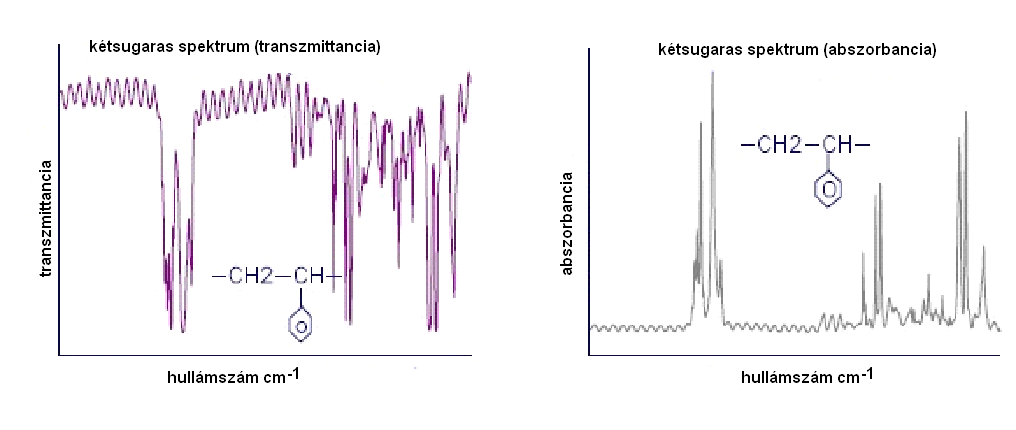 kétsugaras spektrum (transzmittancia)
transzmittancia
–CH2–CH–
hullámszám cm-1
kétsugaras spektrum (abszorbancia)
abszorbancia
–CH2–CH–
hullámszám cm-1